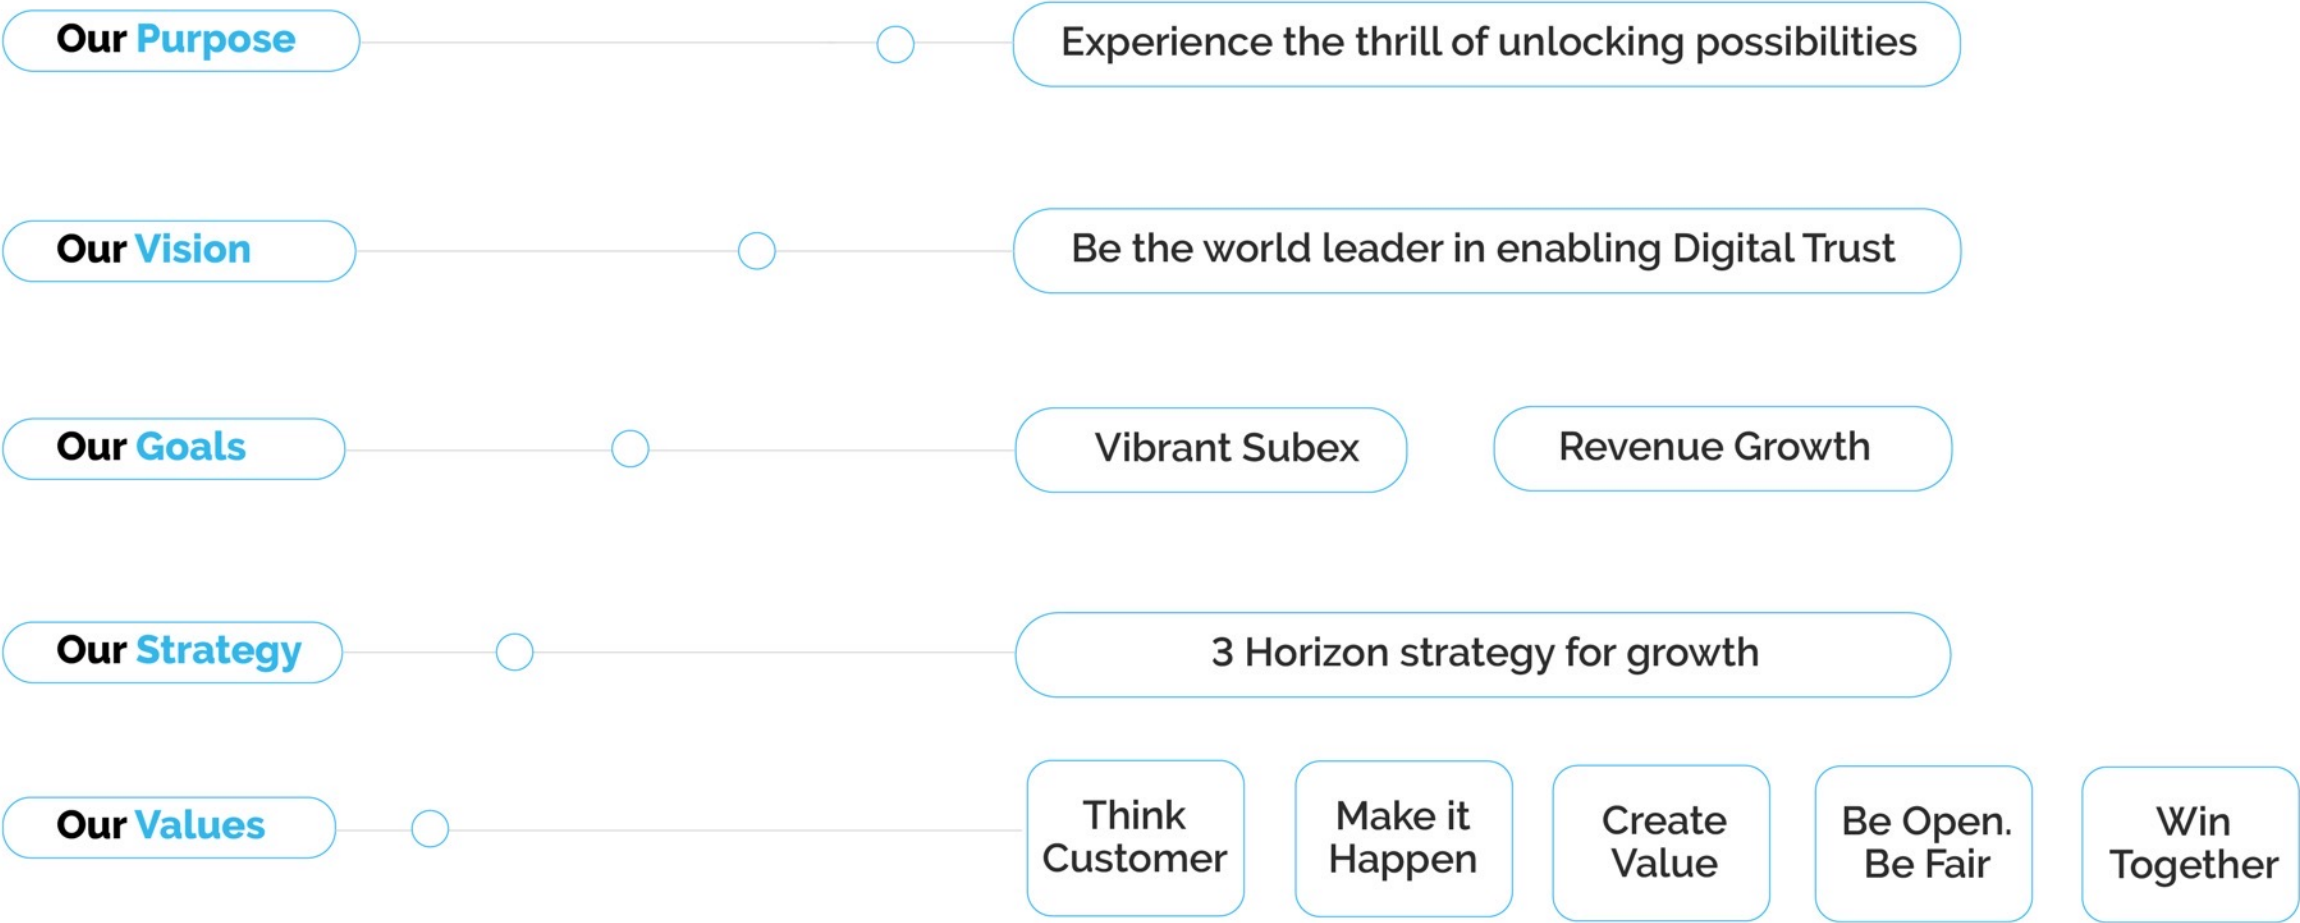 Our Purpose
Experience the thrill of unlocking possibilities
Our Vision
Be the world leader in enabling Digital Trust
Our Goals
Vibrant Subex
Revenue Growth
Our Strategy
3 Horizon strategy for growth
Our Values
Think
Customer
Make it
Happen
Create
Value
Be Open.
Be Fair
Win
Together